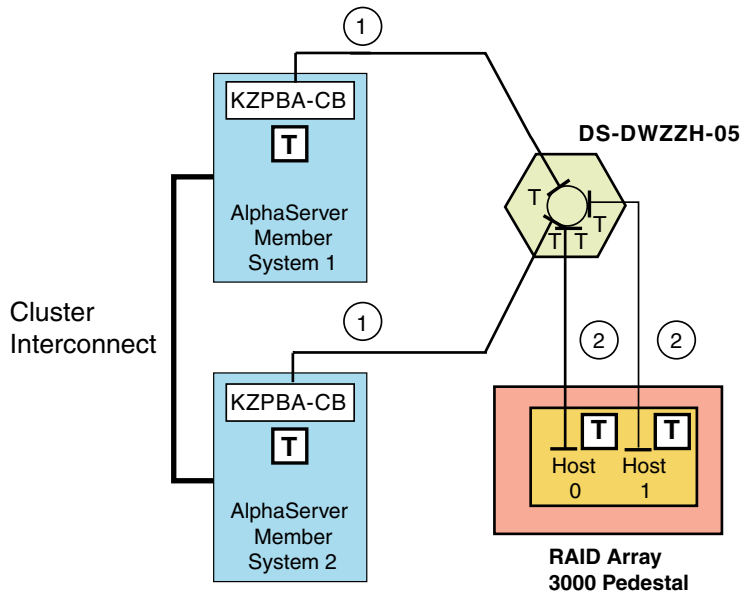 1
KZPBA-CB
T
AlphaServer
Member
System 1
DS-DWZZH-05
T
T
T
T
Cluster
Interconnect
1
KZPBA-CB
T
AlphaServer
Member
System 2
2
2
T
T
Host
0
Host
1
RAID Array
3000 Pedestal